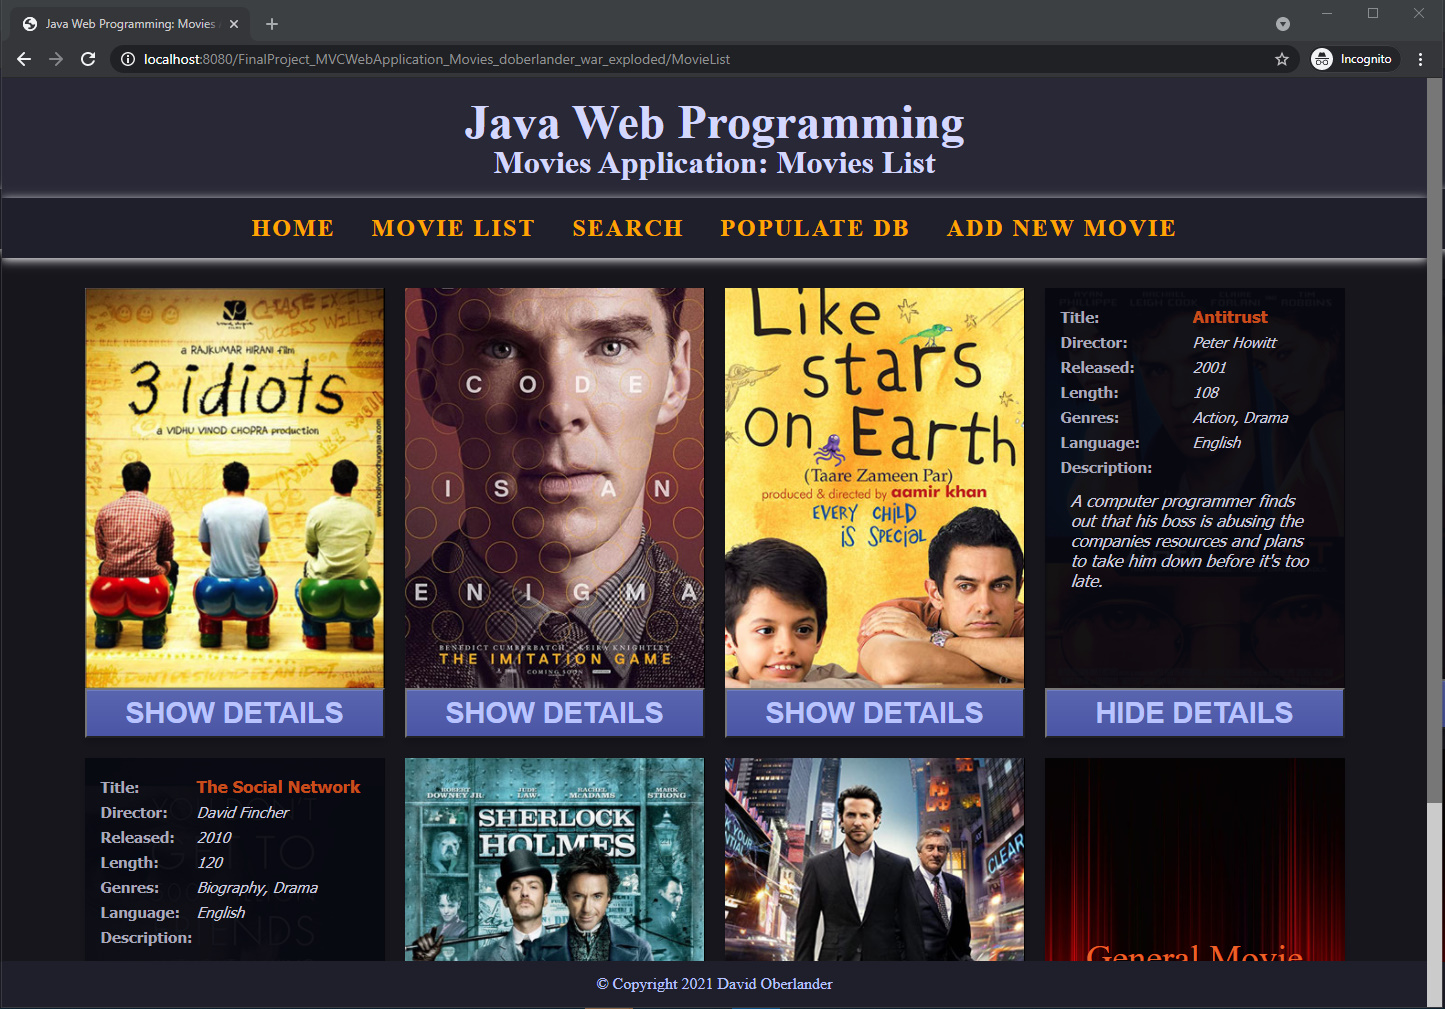 Java Web Programming: Movies
localhost:8080/FinalProject_MVCWebApplication_Movies_doberlander_war_exploded/MovieList
Incognito
Java Web Programming
Movies Application: Movies List
HOME MOVIE LIST SEARCH POPULATE DB ADD NEW MOVIE
a RAJKUMAR HIRANI film
3 idiots
a VIDHU VINOD CHOPRA production
SHOW DETAILS
CODE
IS AN
ENIGMA
BENEDICT CUMBERBATCH KEIRA KNIGHTLEY
THE IMITATION GAME
COMING SOON
SHOW DETAILS
Like
stars
on Earth
(Taare Zameen Par)
produced & directed by aamir khan
EVERY CHILD
is Special
SHOW DETAILS
Title: Antitrust
Director: Peter Howitt
Released: 2001
Length: 108
Genres: Action, Drama
Language: English
Description:
A computer programmer finds
out that his boss is abusing the
companies resources and plans
to take him down before it's too
late.
HIDE DETAILS
Title: The Social Network
Director: David Fincher
Released: 2010
Length: 120
Genres: Biography, Drama
Language: English
Description:
ROBERT DOWNEY JR. JUDE LAW RACHEL McADAMS MARK STRONG
SHERLOCK
HOLMES
CLEAR
General Movie
© Copyright 2021 David Oberlander